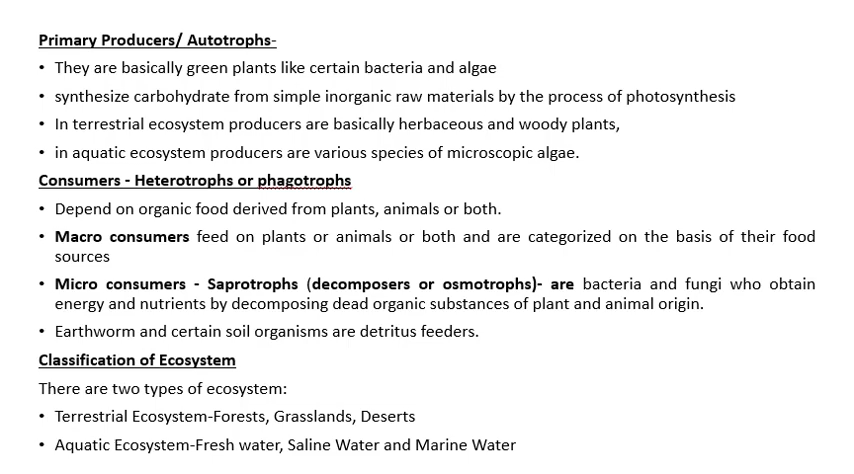 Primary Producers/ Autotrophs-
• They are basically green plants like certain bacteria and algae
• synthesize carbohydrate from simple inorganic raw materials by the process of photosynthesis
• In terrestrial ecosystem producers are basically herbaceous and woody plants,
• in aquatic ecosystem producers are various species of microscopic algae.
Consumers - Heterotrophs or phagotrophs
• Depend on organic food derived from plants, animals or both.
• Macro consumers feed on plants or animals or both and are categorized on the basis of their food
sources
• Micro consumers - Saprotrophs (decomposers or osmotrophs)- are bacteria and fungi who obtain
energy and nutrients by decomposing dead organic substances of plant and animal origin.
• Earthworm and certain soil organisms are detritus feeders.
Classification of Ecosystem
There are two types of ecosystem:
• Terrestrial Ecosystem-Forests, Grasslands, Deserts
• Aquatic Ecosystem-Fresh water, Saline Water and Marine Water